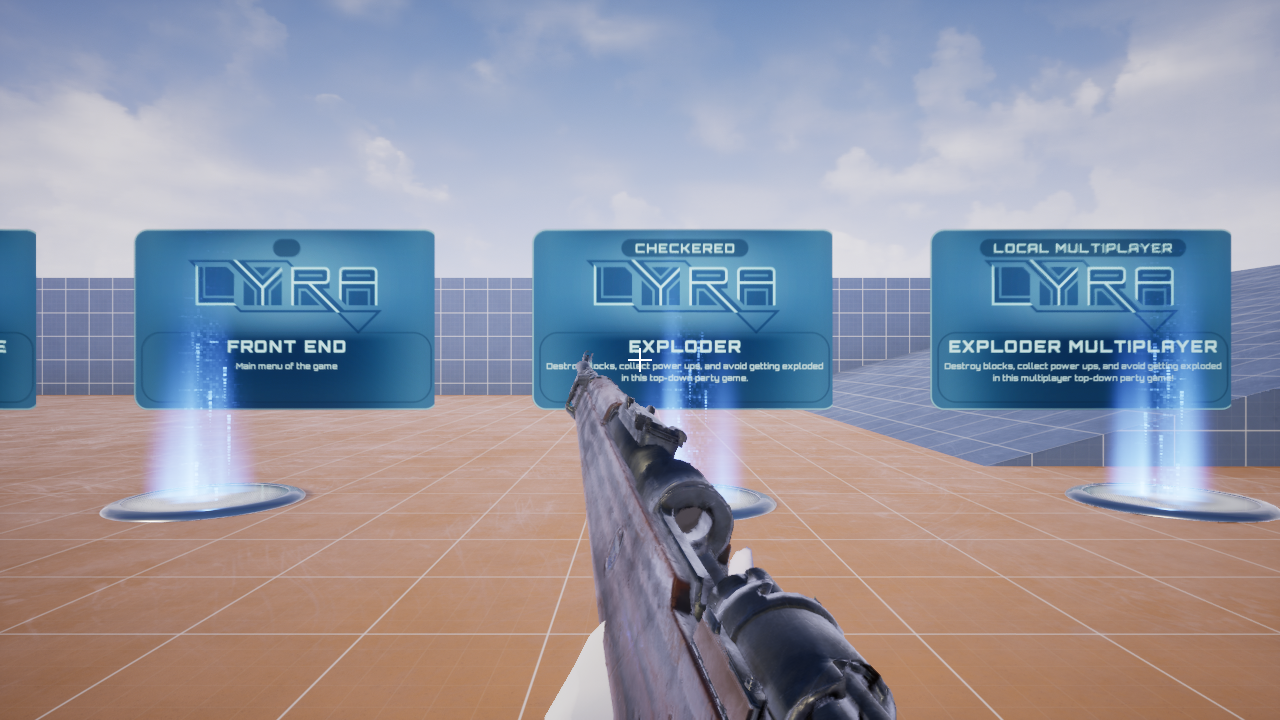 E
LYRA
FRONT END
Main menu of the game
CHECKERED
LYRA
EXPLODER
Destroy blocks, collect power ups, and avoid getting exploded
in this top-down party game.
LOCAL MULTIPLAYER
LYRA
EXPLODER MULTIPLAYER
Destroy blocks, collect power ups, and avoid getting exploded
in this multiplayer top-down party game!